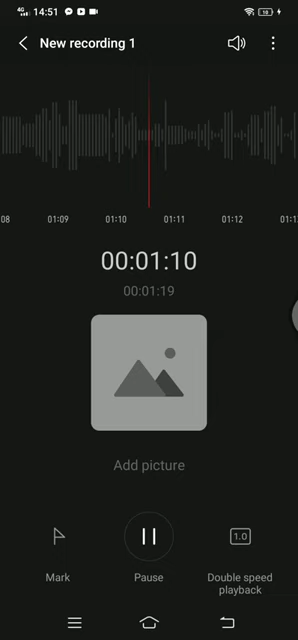 4G 14:51 10
New recording 1
08 01:09 01:10 01:11 01:12 01:1
00:01:10
00:01:19
Add picture
1.0
Mark Pause Double speed
playback